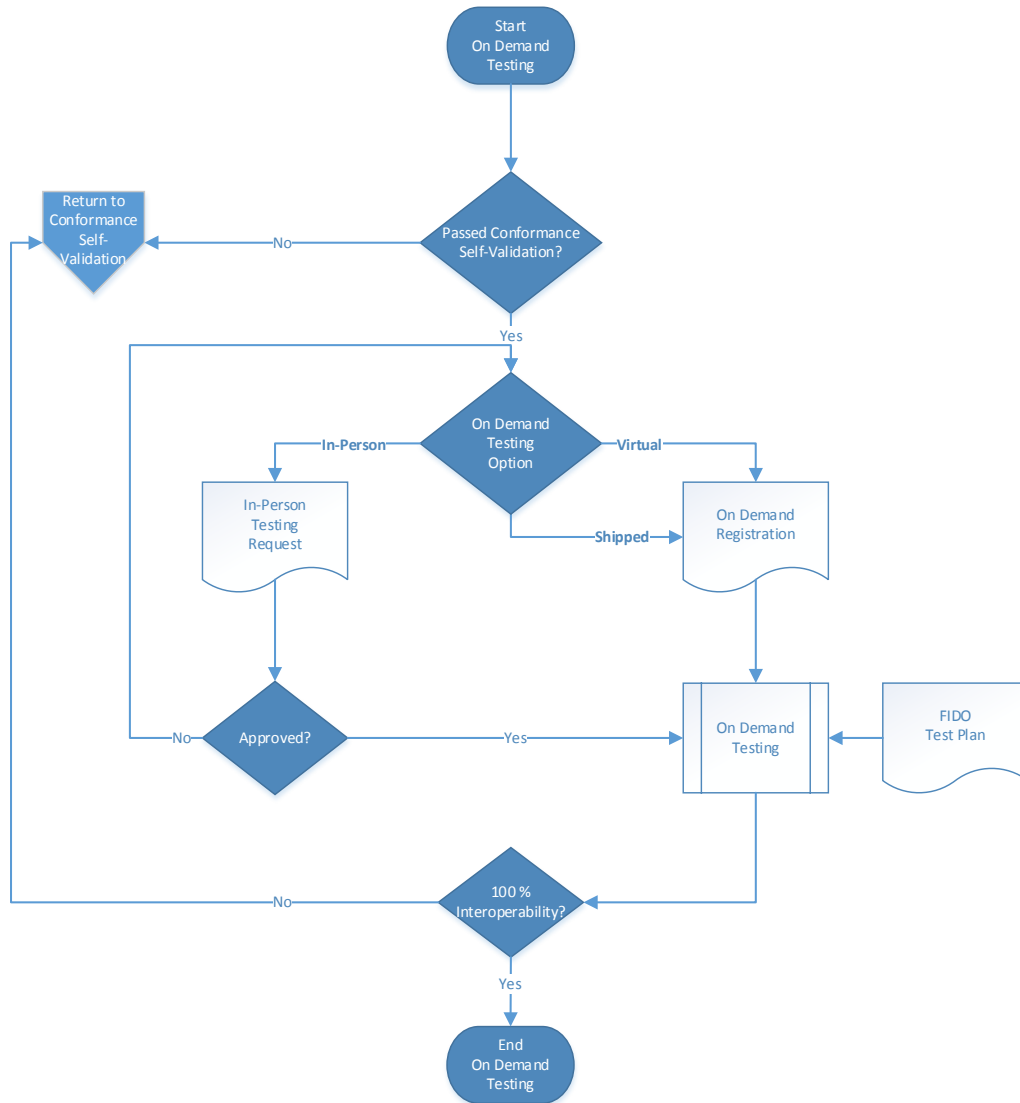 Start
On Demand
Testing
Return to
Conformance
Self-
Validation
No
Passed Conformance
Self-Validation?
Yes
In-Person
On Demand
Testing
Option
Virtual
In-Person
Testing
Request
Shipped
On Demand
Registration
No
Approved?
Yes
On Demand
Testing
FIDO
Test Plan
No
100 %
Interoperability?
Yes
End
On Demand
Testing